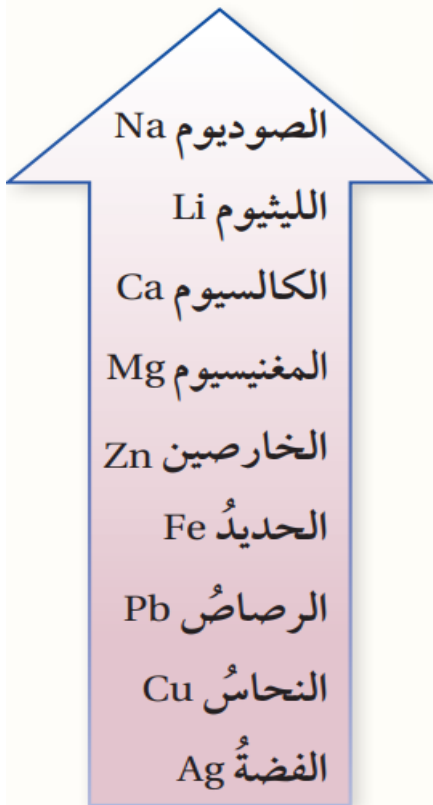 الصوديوم Na
الليثيوم Li
الكالسيوم Ca
المغنيسيوم Mg
الخارصين Zn
الحديدُ Fe
الرصاصُ Pb
النحاسُ Cu
الفضةُ Ag